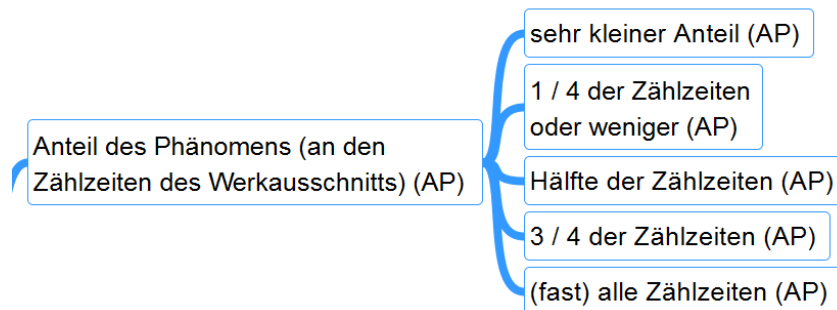 sehr kleiner Anteil (AP)
1 / 4 der Zählzeiten
oder weniger (AP)
Anteil des Phänomens (an den
Zählzeiten des Werkausschnitts) (AP)
Hälfte der Zählzeiten (AP)
3 / 4 der Zählzeiten (AP)
(fast) alle Zählzeiten (AP)